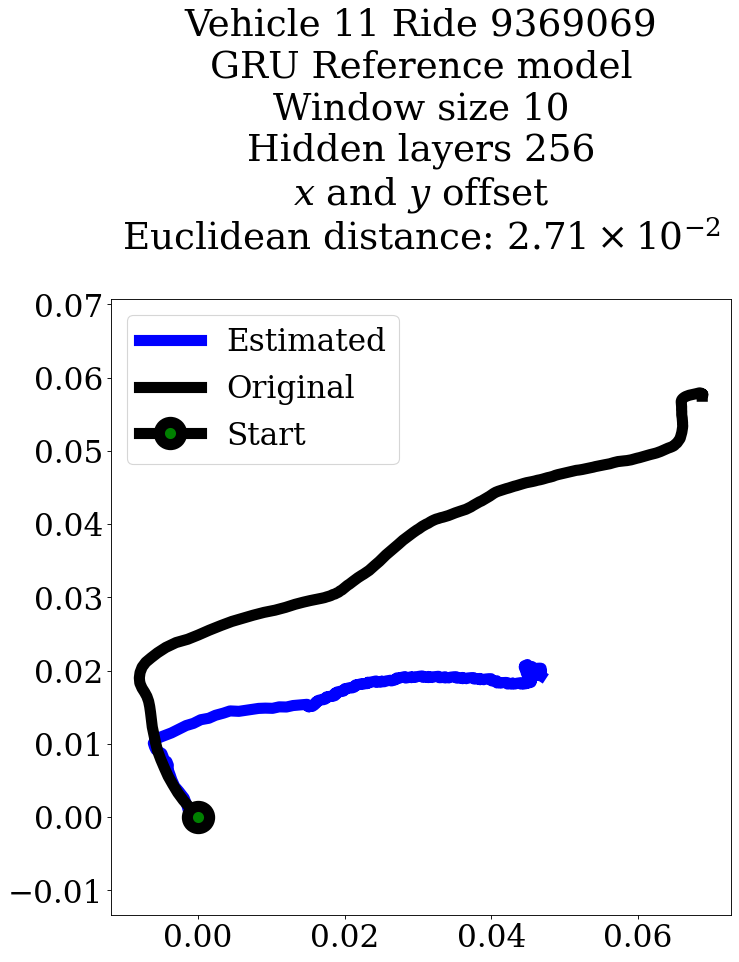 Vehicle 11 Ride 9369069
GRU Reference model
Window size 10
Hidden layers 256
x and y offset
Euclidean distance: 2.71 × 10⁻²
0.07
0.06
0.05
0.04
0.03
0.02
0.01
0.00
−0.01
Estimated
Original
Start
0.00 0.02 0.04 0.06